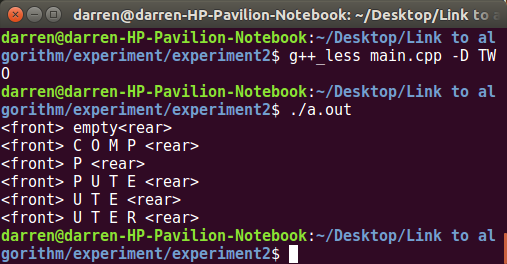 darren@darren-HP-Pavilion-Notebook: ~/Desktop/Link to algorithm/experiment/experiment2
darren@darren-HP-Pavilion-Notebook:~/Desktop/Link to al
gorithm/experiment/experiment2$ g++_less main.cpp -D TW
O
darren@darren-HP-Pavilion-Notebook:~/Desktop/Link to al
gorithm/experiment/experiment2$ ./a.out
<front> empty<rear>
<front> C O M P <rear>
<front> P <rear>
<front> P U T E <rear>
<front> U T E <rear>
<front> U T E R <rear>
darren@darren-HP-Pavilion-Notebook:~/Desktop/Link to al
gorithm/experiment/experiment2$